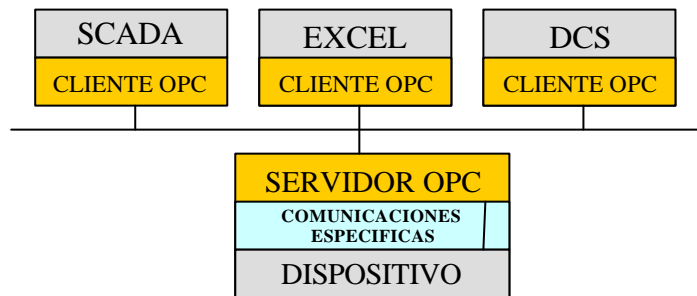 SCADA
EXCEL
DCS
CLIENTE OPC
CLIENTE OPC
CLIENTE OPC
SERVIDOR OPC
COMUNICACIONES
ESPECIFICAS
DISPOSITIVO